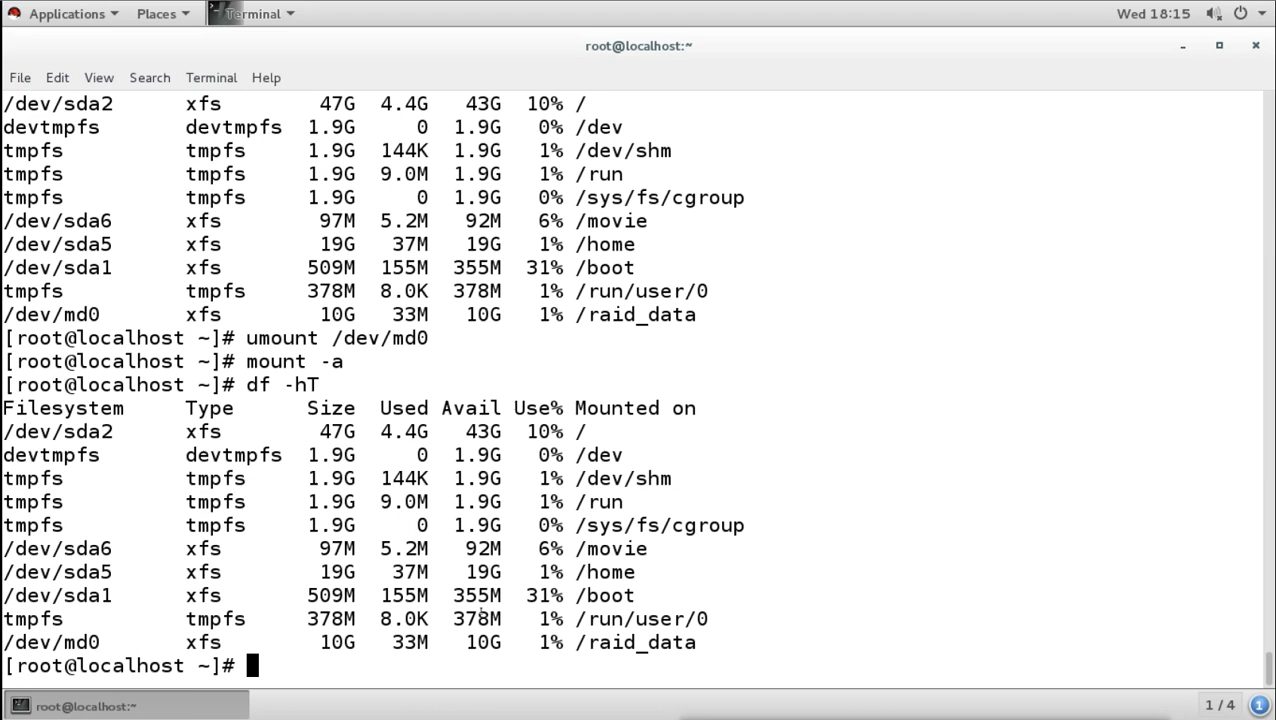 Applications Places Terminal Wed 18:15
root@localhost:~
File Edit View Search Terminal Help
/dev/sda2 xfs 47G 4.4G 43G 10% /
devtmpfs devtmpfs 1.9G 0 1.9G 0% /dev
tmpfs tmpfs 1.9G 144K 1.9G 1% /dev/shm
tmpfs tmpfs 1.9G 9.0M 1.9G 1% /run
tmpfs tmpfs 1.9G 0 1.9G 0% /sys/fs/cgroup
/dev/sda6 xfs 97M 5.2M 92M 6% /movie
/dev/sda5 xfs 19G 37M 19G 1% /home
/dev/sda1 xfs 509M 155M 355M 31% /boot
tmpfs tmpfs 378M 8.0K 378M 1% /run/user/0
/dev/md0 xfs 10G 33M 10G 1% /raid_data
[root@localhost ~]# umount /dev/md0
[root@localhost ~]# mount -a
[root@localhost ~]# df -hT
Filesystem Type Size Used Avail Use% Mounted on
/dev/sda2 xfs 47G 4.4G 43G 10% /
devtmpfs devtmpfs 1.9G 0 1.9G 0% /dev
tmpfs tmpfs 1.9G 144K 1.9G 1% /dev/shm
tmpfs tmpfs 1.9G 9.0M 1.9G 1% /run
tmpfs tmpfs 1.9G 0 1.9G 0% /sys/fs/cgroup
/dev/sda6 xfs 97M 5.2M 92M 6% /movie
/dev/sda5 xfs 19G 37M 19G 1% /home
/dev/sda1 xfs 509M 155M 355M 31% /boot
tmpfs tmpfs 378M 8.0K 378M 1% /run/user/0
/dev/md0 xfs 10G 33M 10G 1% /raid_data
[root@localhost ~]#
root@localhost:~ 1 / 4 1